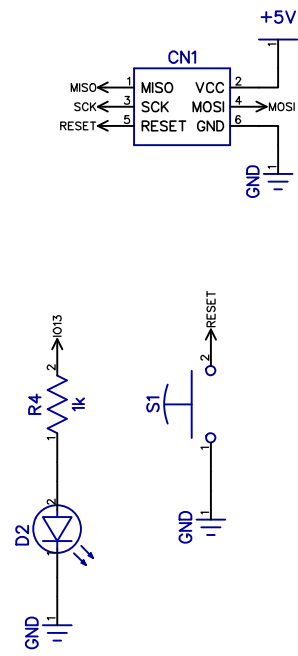 +5V
CN1
MISO 1 MISO VCC 2
SCK 3 SCK MOSI 4 MOSI
RESET 5 RESET GND 6
1
GND
IO13
RESET
2
2
R4
1k
S1
1
1
2
D2
1
GND
1
GND
1